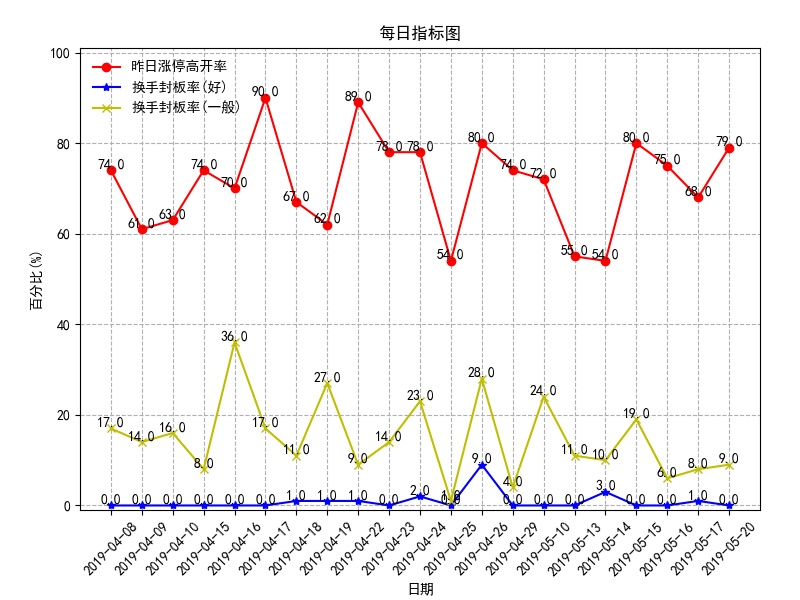 每日指标图
昨日涨停高开率
换手封板率(好)
换手封板率(一般)
百分比(%)
100
80
60
40
20
0
74.0 61.0 63.0 74.0 70.0 90.0 67.0 62.0 89.0 78.0 78.0 54.0 80.0 74.0 72.0 55.0 54.0 80.0 75.0 68.0 79.0
17.0 14.0 16.0 8.0 36.0 17.0 11.0 27.0 9.0 14.0 23.0 1.0 28.0 4.0 24.0 11.0 10.0 19.0 6.0 8.0 9.0
0.0 0.0 0.0 0.0 0.0 0.0 1.0 1.0 1.0 0.0 2.0 0.0 9.0 0.0 0.0 0.0 3.0 0.0 0.0 1.0 0.0
2019-04-08 2019-04-09 2019-04-10 2019-04-15 2019-04-16 2019-04-17 2019-04-18 2019-04-19 2019-04-22 2019-04-23 2019-04-24 2019-04-25 2019-04-26 2019-04-29 2019-05-10 2019-05-13 2019-05-14 2019-05-15 2019-05-16 2019-05-17 2019-05-20
日期